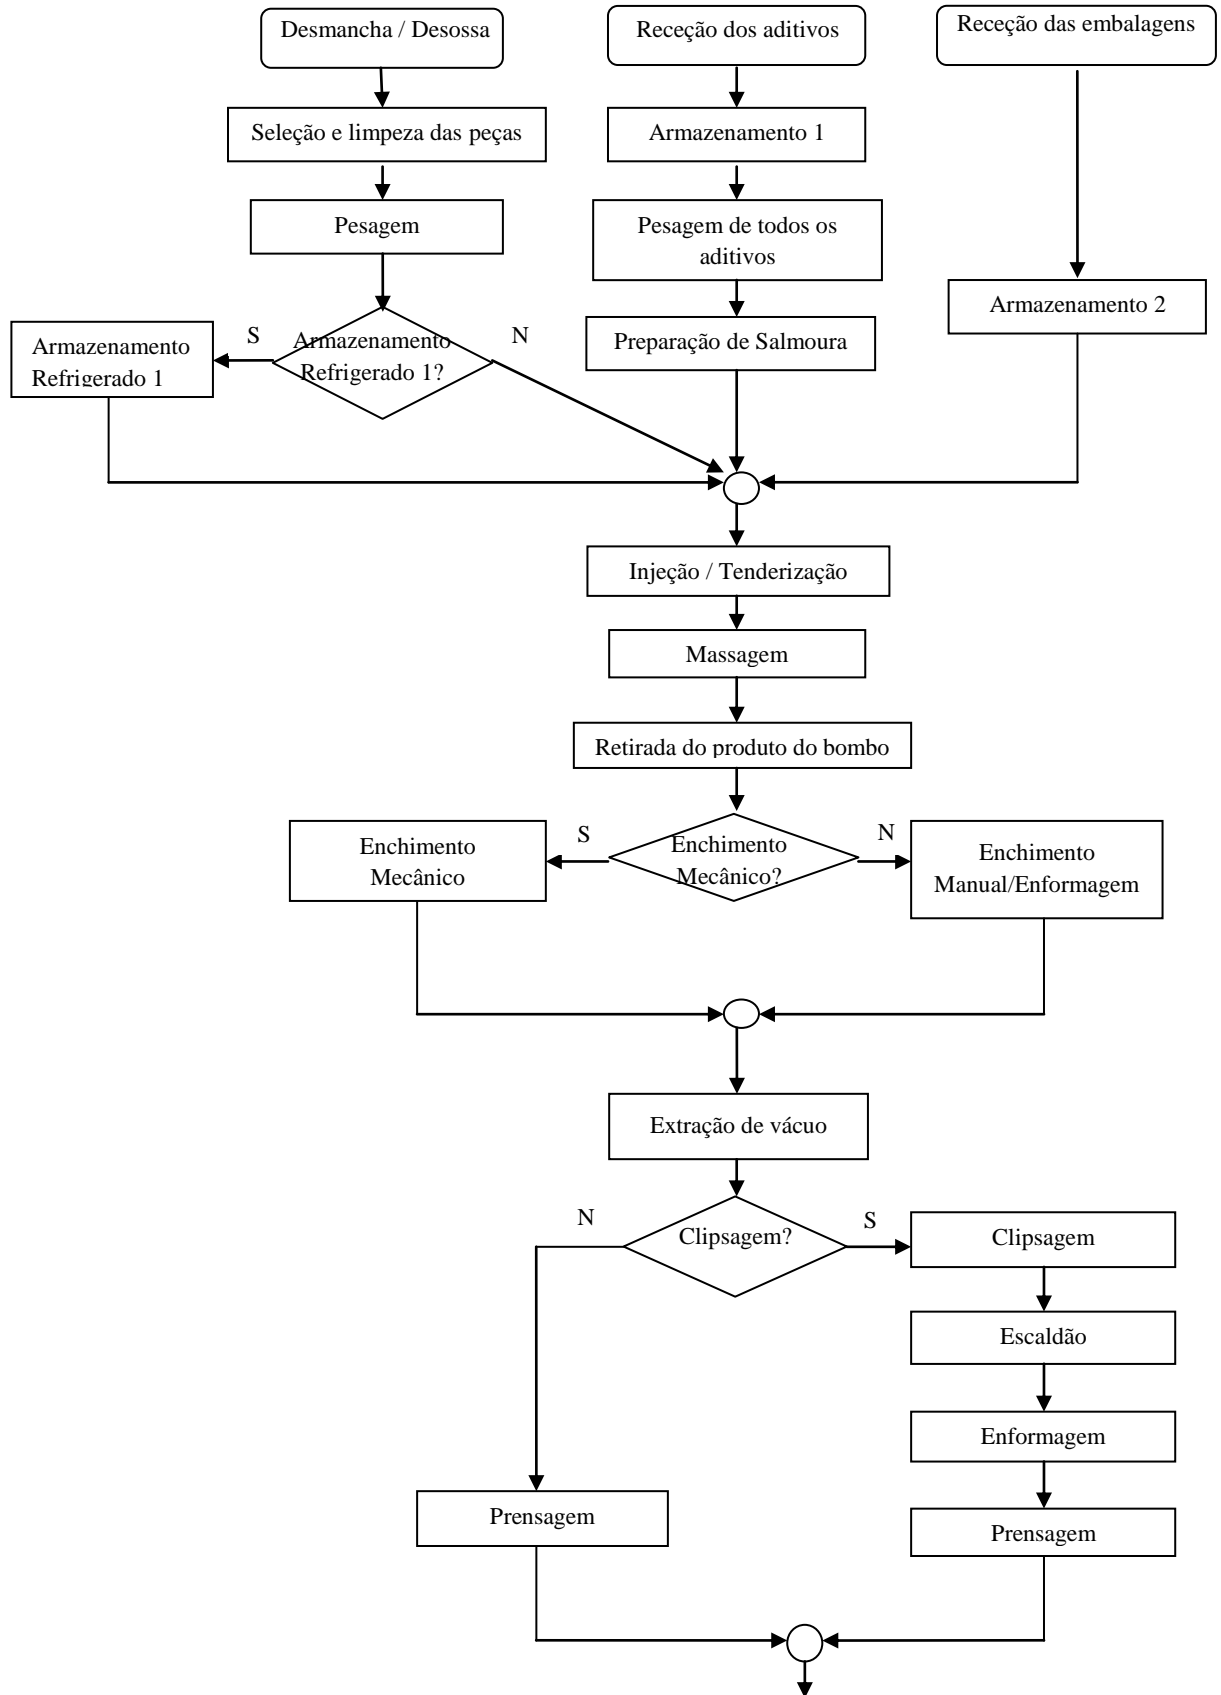 Desmancha / Desossa
Receção dos aditivos
Receção das embalagens
Seleção e limpeza das peças
Armazenamento 1
Pesagem
Pesagem de todos os
aditivos
Armazenamento 2
S
N
Armazenamento
Refrigerado 1
Armazenamento
Refrigerado 1?
Preparação de Salmoura
Injeção / Tenderização
Massagem
Retirada do produto do bombo
S
N
Enchimento
Mecânico
Enchimento
Mecânico?
Enchimento
Manual/Enformagem
Extração de vácuo
N
S
Clipsagem?
Clipsagem
Escaldão
Enformagem
Prensagem
Prensagem